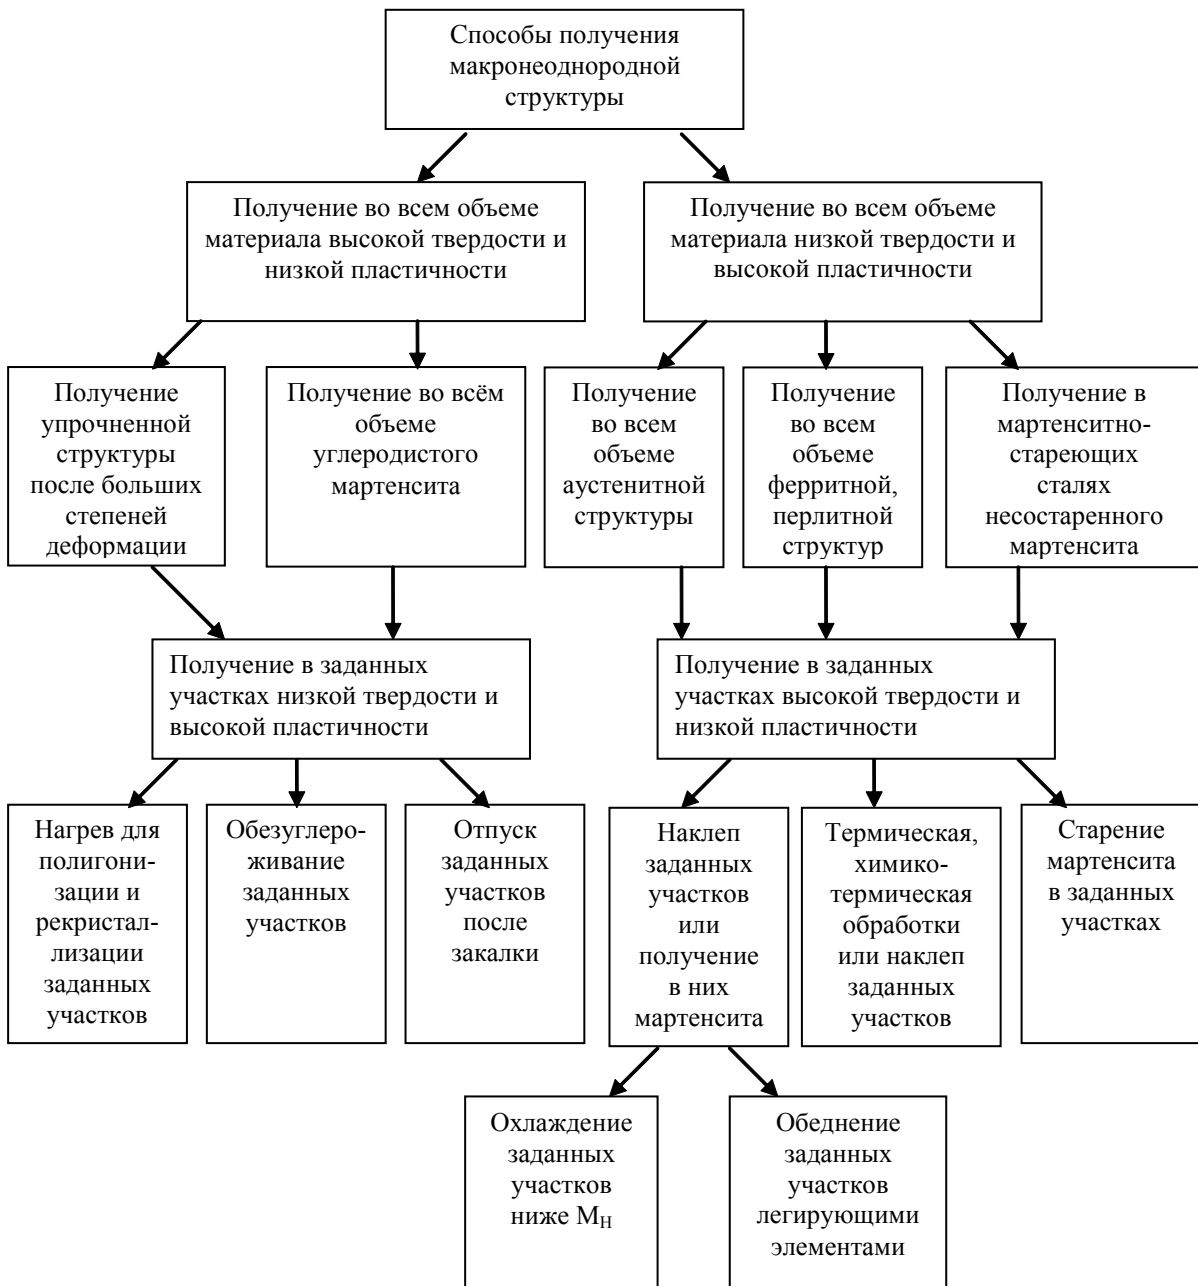 Способы получения
макронеоднородной
структуры
Получение во всем объеме
материала высокой твердости и
низкой пластичности
Получение во всем объеме
материала низкой твердости и
высокой пластичности
Получение
упрочненной
структуры
после больших
степеней
деформации
Получение во всём
объеме
углеродистого
мартенсита
Получение
во всем
объеме
аустенитной
структуры
Получение
во всем
объеме
ферритной,
перлитной
структур
Получение в
мартенситно-
стареющих
сталях
несостаренного
мартенсита
Получение в заданных
участках низкой твердости и
высокой пластичности
Получение в заданных
участках высокой твердости и
низкой пластичности
Нагрев для
полигони-
зации и
рекристал-
лизации
заданных
участков
Обезуглеро-
живание
заданных
участков
Отпуск
заданных
участков
после
закалки
Наклеп
заданных
участков
или
получение
в них
мартенсита
Термическая,
химико-
термическая
обработки
или наклеп
заданных
участков
Старение
мартенсита
в заданных
участках
Охлаждение
заданных
участков
ниже Мн
Обеднение
заданных
участков
легирующими
элементами